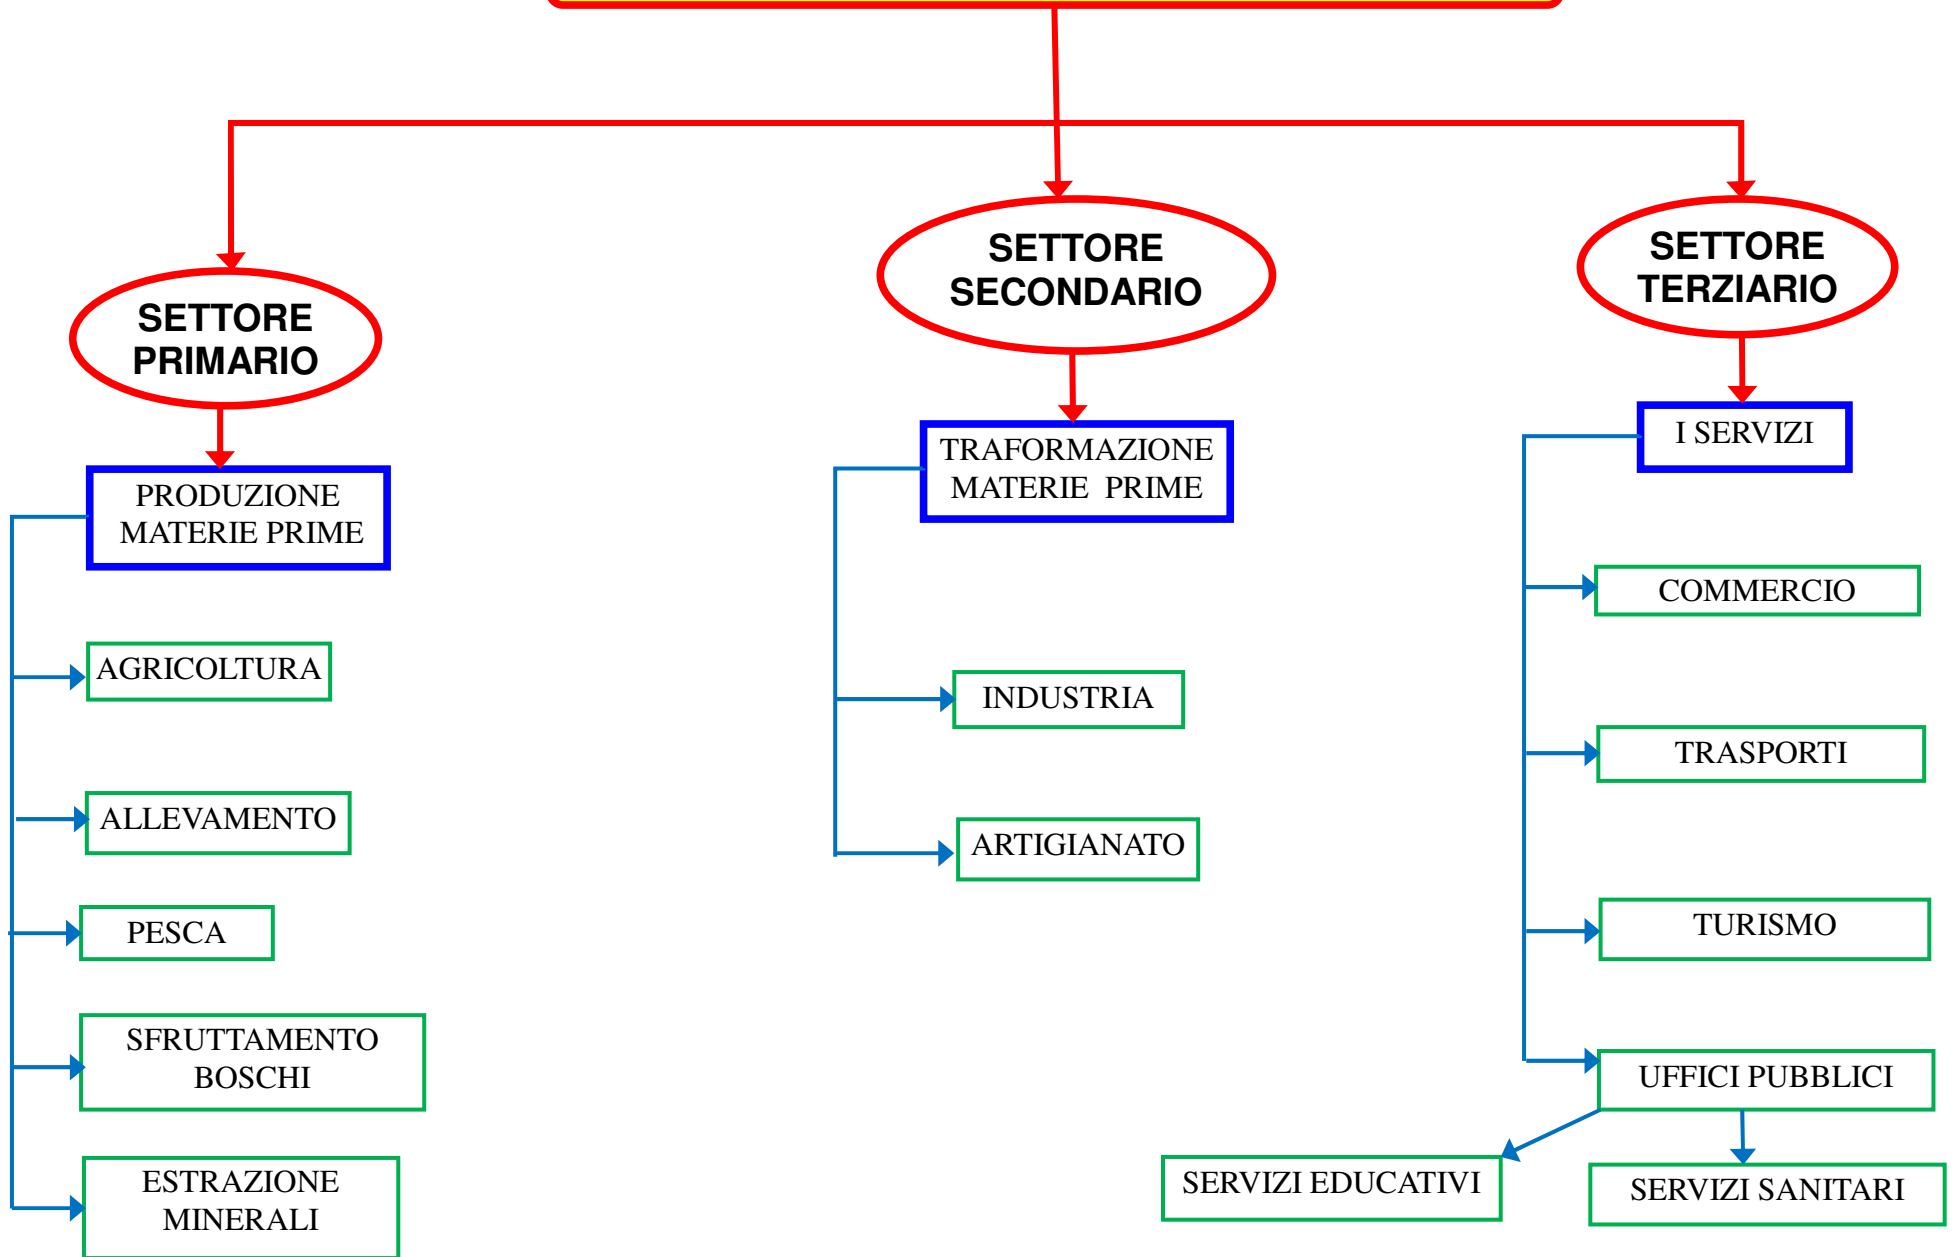 SETTORE
PRIMARIO
PRODUZIONE
MATERIE PRIME
AGRICOLTURA
ALLEVAMENTO
PESCA
SFRUTTAMENTO
BOSCHI
ESTRAZIONE
MINERALI
SETTORE
SECONDARIO
TRAFORMAZIONE
MATERIE PRIME
INDUSTRIA
ARTIGIANATO
SETTORE
TERZIARIO
I SERVIZI
COMMERCIO
TRASPORTI
TURISMO
UFFICI PUBBLICI
SERVIZI EDUCATIVI
SERVIZI SANITARI